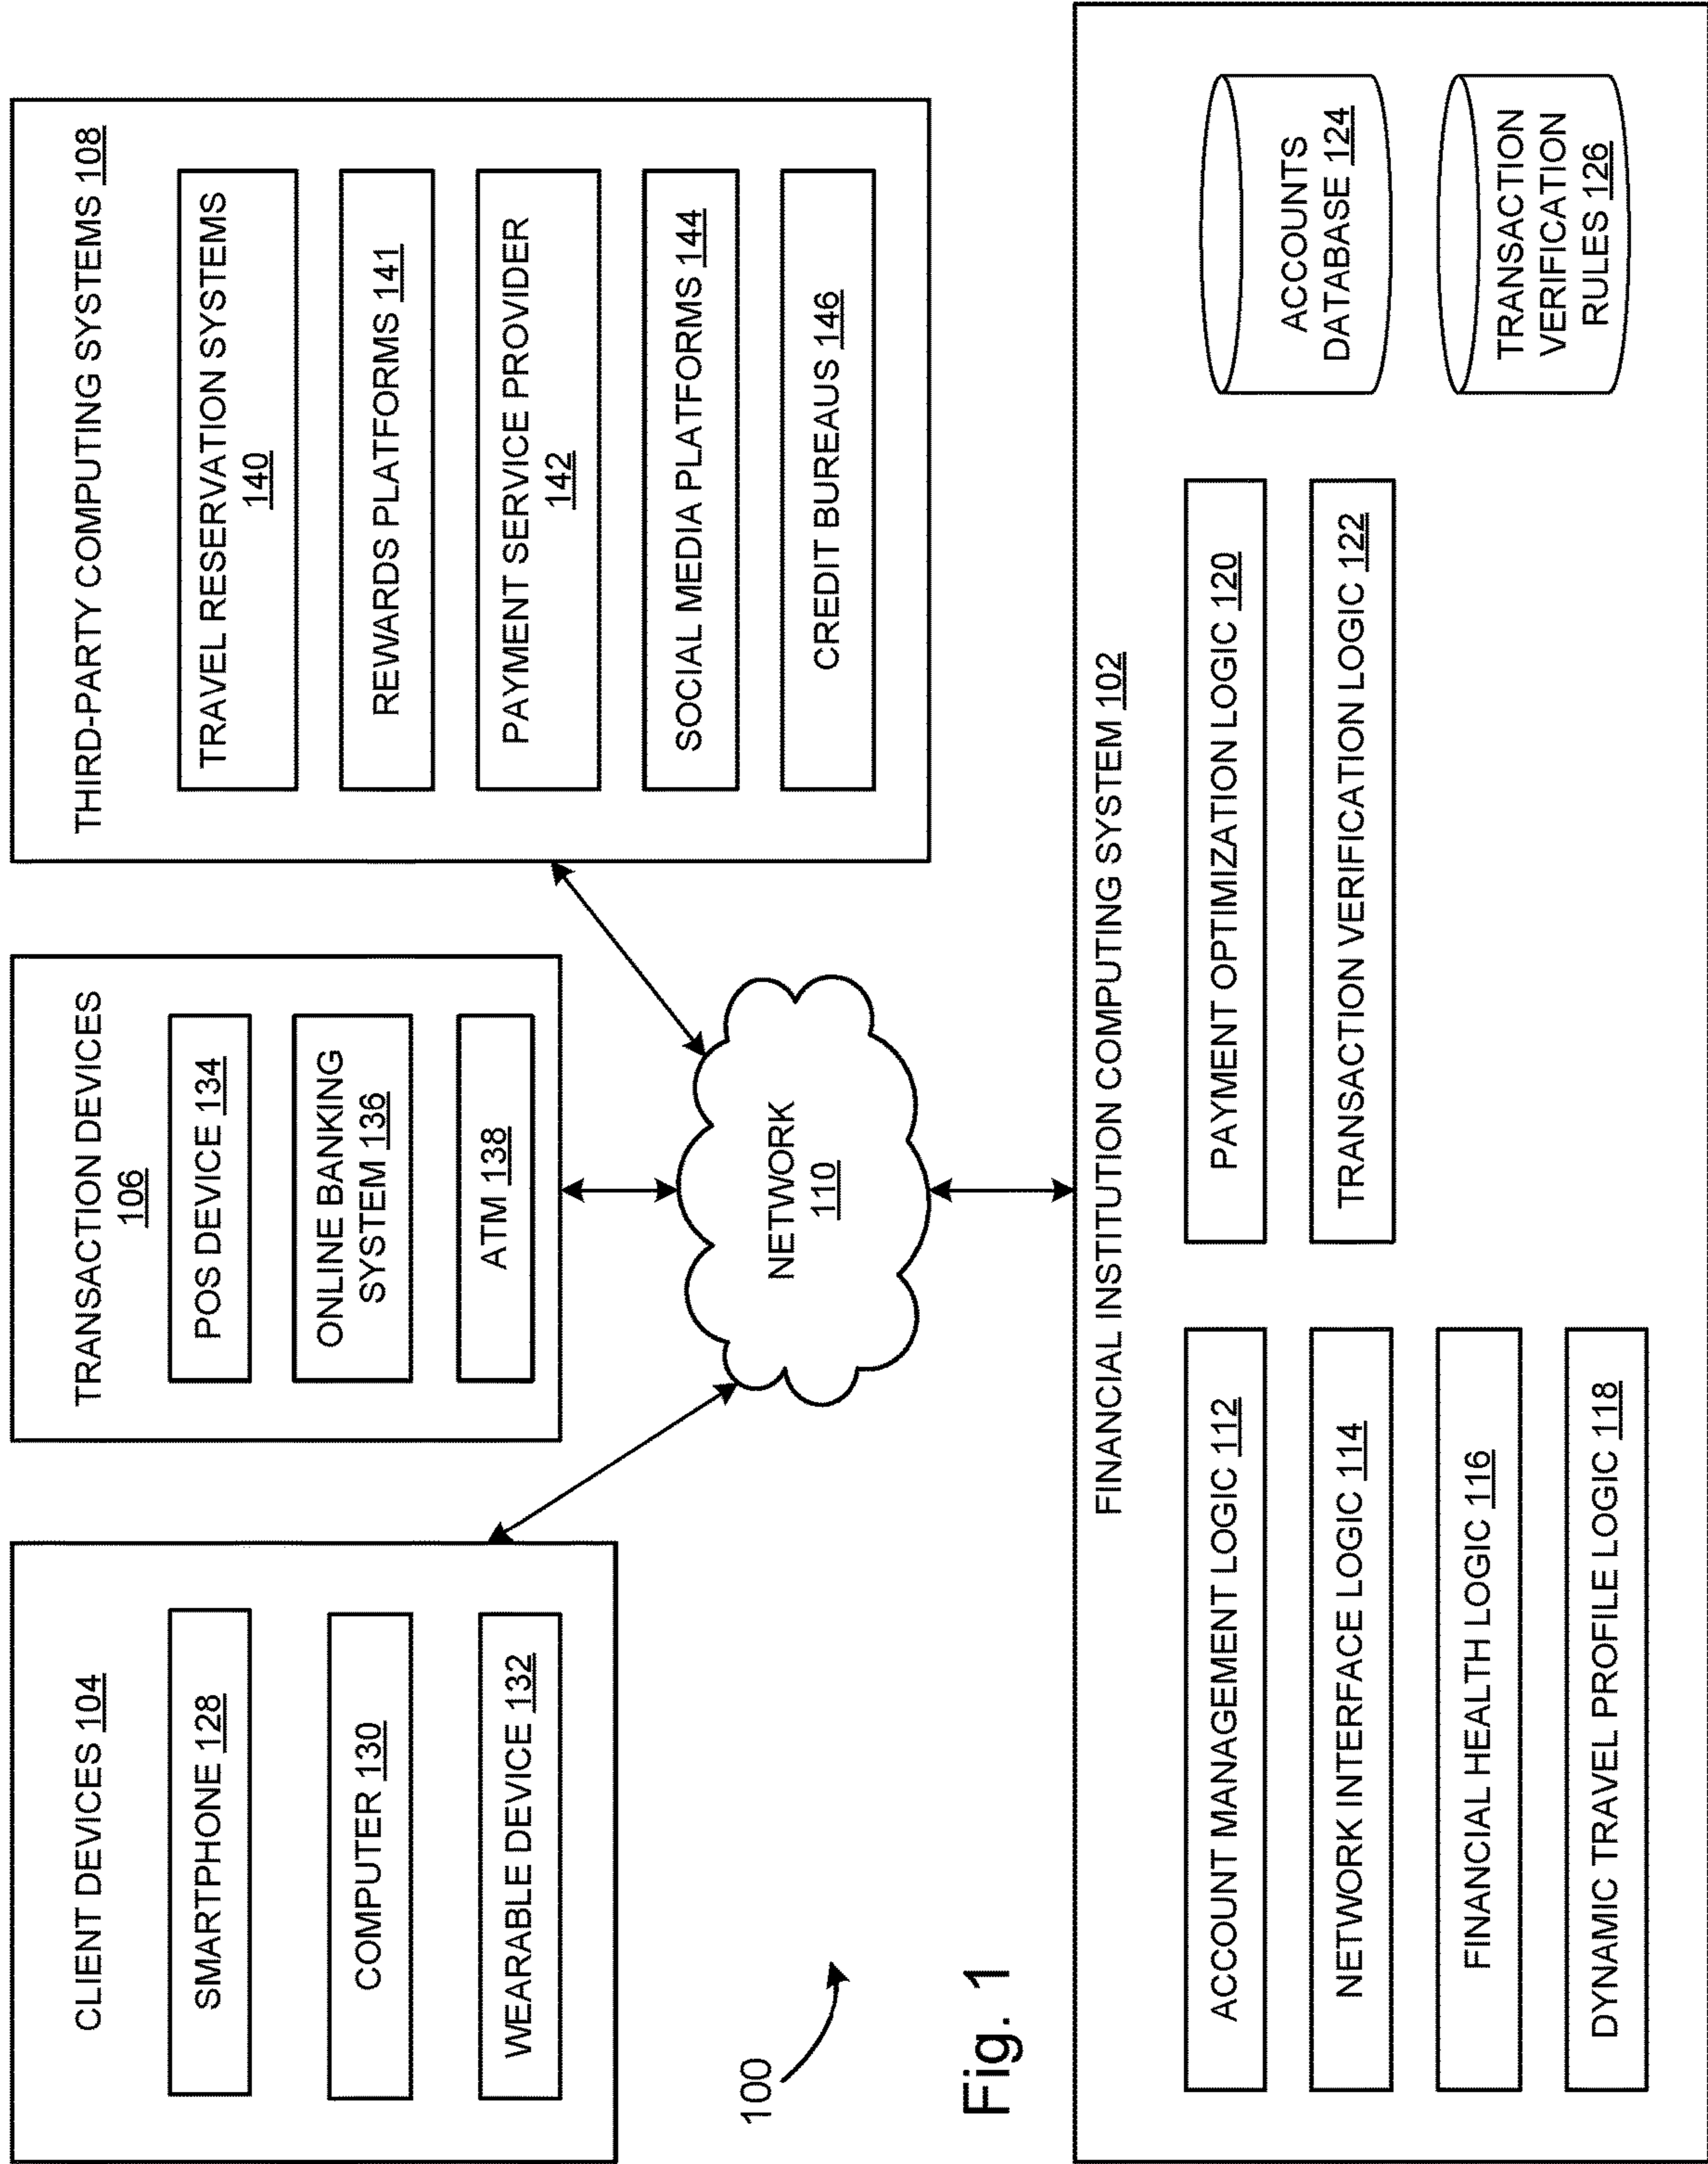 CLIENT DEVICES 104
SMARTPHONE 128
COMPUTER 130
WEARABLE DEVICE 132
TRANSACTION DEVICES
106
POS DEVICE 134
ONLINE BANKING
SYSTEM 136
ATM 138
THIRD-PARTY COMPUTING SYSTEMS 108
TRAVEL RESERVATION SYSTEMS
140
REWARDS PLATFORMS 141
PAYMENT SERVICE PROVIDER
142
SOCIAL MEDIA PLATFORMS 144
CREDIT BUREAUS 146
NETWORK
110
100
Fig. 1
FINANCIAL INSTITUTION COMPUTING SYSTEM 102
ACCOUNT MANAGEMENT LOGIC 112
NETWORK INTERFACE LOGIC 114
FINANCIAL HEALTH LOGIC 116
DYNAMIC TRAVEL PROFILE LOGIC 118
PAYMENT OPTIMIZATION LOGIC 120
TRANSACTION VERIFICATION LOGIC 122
ACCOUNTS
DATABASE 124
TRANSACTION
VERIFICATION
RULES 126